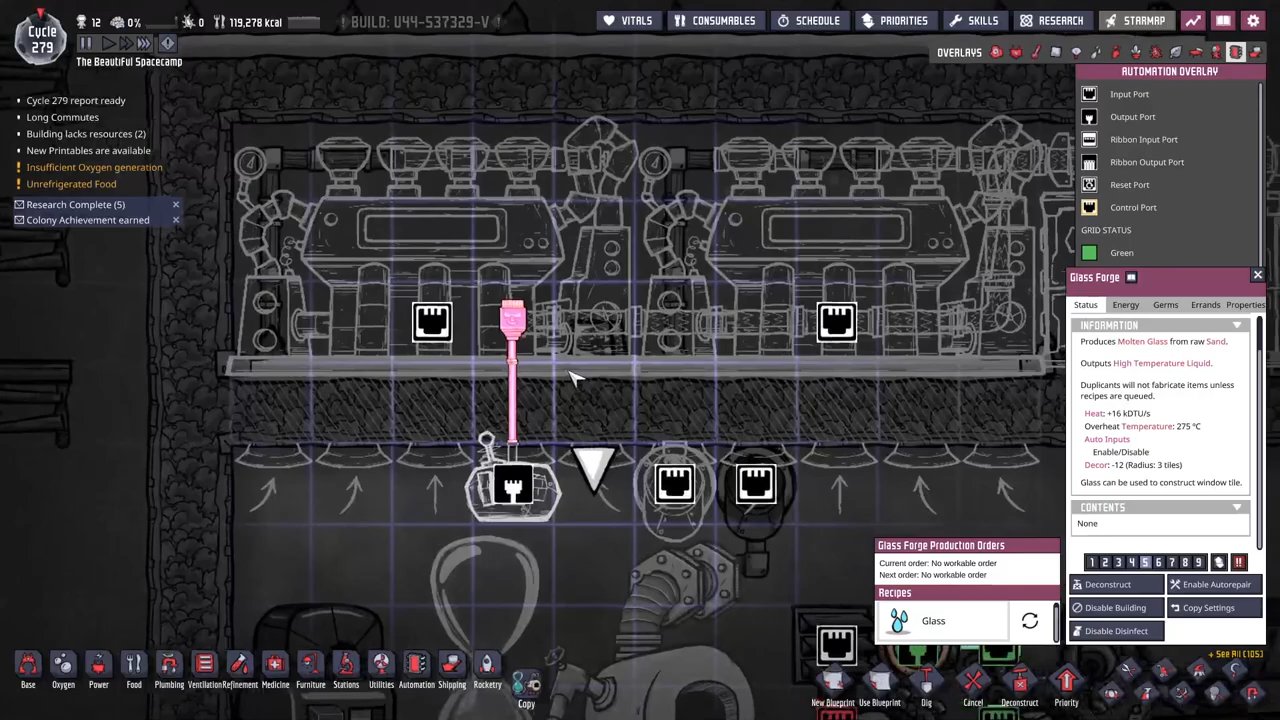 Cycle
279
12
0%
0
119,278 kcal
BUILD: U44-537329-V
The Beautiful Spacecamp
VITALS
CONSUMABLES
SCHEDULE
PRIORITIES
SKILLS
RESEARCH
STARMAP
OVERLAYS
Cycle 279 report ready
Long Commutes
Building lacks resources (2)
New Printables are available
Insufficient Oxygen generation
Unrefrigerated Food
Research Complete (5)
Colony Achievement earned
AUTOMATION OVERLAY
Input Port
Output Port
Ribbon Input Port
Ribbon Output Port
Reset Port
Control Port
GRID STATUS
Green
Glass Forge
Status Energy Germs Errands Properties
INFORMATION
Produces Molten Glass from raw Sand.
Outputs High Temperature Liquid.
Duplicants will not fabricate items unless
recipes are queued.
Heat: +16 kDTU/s
Overheat Temperature: 275 °C
Auto Inputs
Enable/Disable
Decor: -12 (Radius: 3 tiles)
Glass can be used to construct window tile.
CONTENTS
None
1 2 3 4 5 6 7 8 9 !!
Deconstruct Enable Autorepair
Disable Building Copy Settings
Disable Disinfect
Glass Forge Production Orders
Current order: No workable order
Next order: No workable order
Recipes
Glass
+ See All (105)
Base Oxygen Power Food Plumbing Ventilation Refinement Medicine Furniture Stations Utilities Automation Shipping Rocketry
Copy
New Blueprint Use Blueprint Dig Cancel Deconstruct Priority